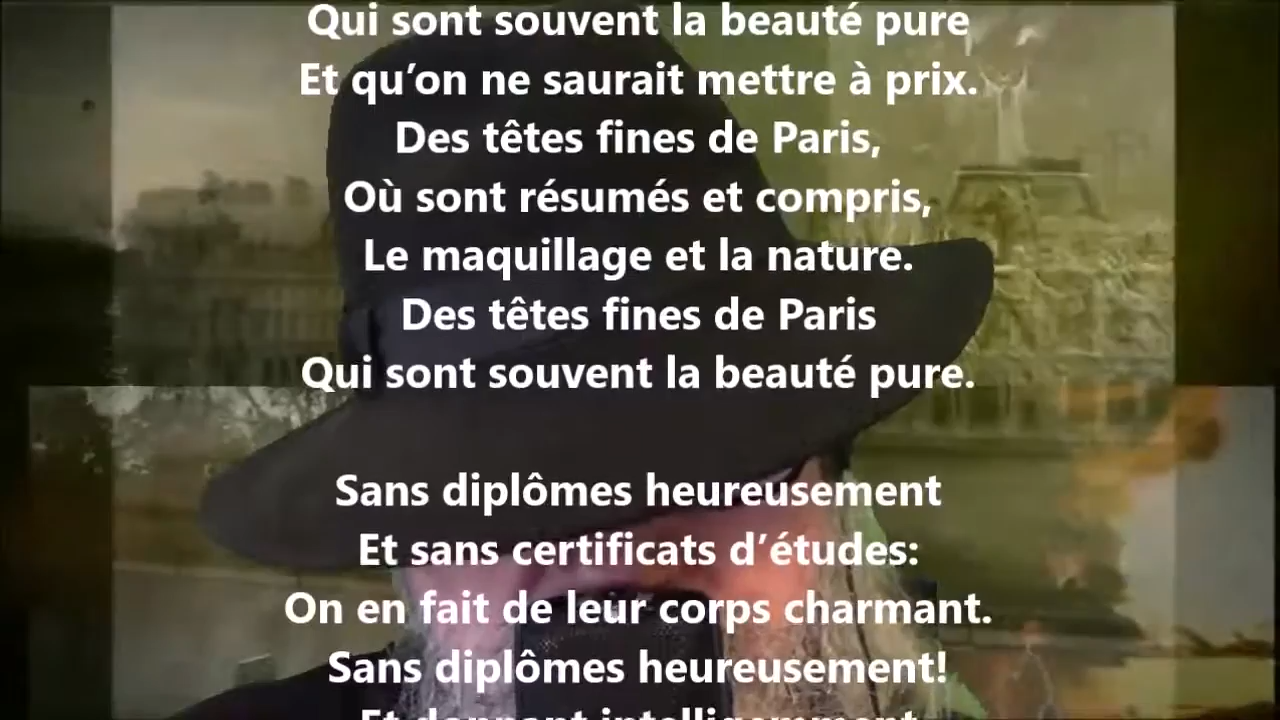 Qui sont souvent la beauté pure
Et qu’on ne saurait mettre à prix.
Des têtes fines de Paris,
Où sont résumés et compris,
Le maquillage et la nature.
Des têtes fines de Paris
Qui sont souvent la beauté pure.
Sans diplômes heureusement
Et sans certificats d’études:
On en fait de leur corps charmant.
Sans diplômes heureusement!
Et donnant intelligemment